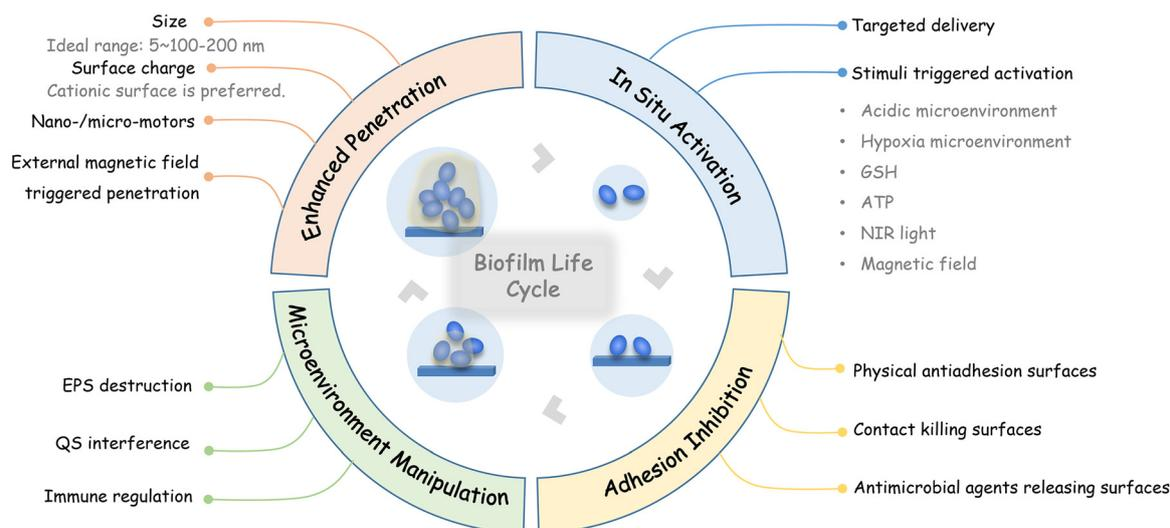 Size
Ideal range: 5~100-200 nm
Surface charge
Cationic surface is preferred.
Nano-/micro-motors
External magnetic field
triggered penetration
Enhanced Penetration
In Situ Activation
Targeted delivery
Stimuli triggered activation
• Acidic microenvironment
• Hypoxia microenvironment
• GSH
• ATP
• NIR light
• Magnetic field
Biofilm Life
Cycle
EPS destruction
QS interference
Immune regulation
Microenvironment Manipulation
Adhesion Inhibition
Physical antiadhesion surfaces
Contact killing surfaces
Antimicrobial agents releasing surfaces